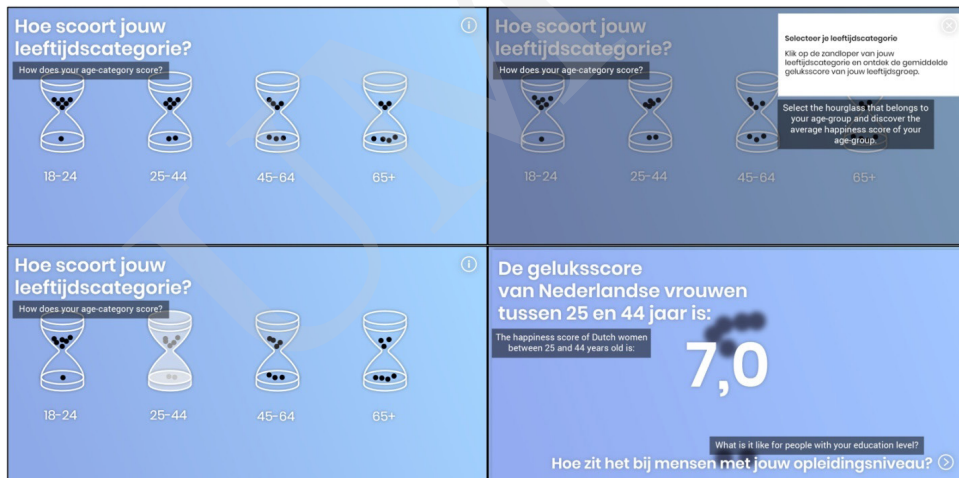 Hoe scoort jouw
leeftijdscategorie?
How does your age-category score?
18-24
25-44
45-64
65+
Hoe scoort jouw
leeftijdscategorie?
How does your age-category score?
Selecteer je leeftijdscategorie
Klik op de zandloper van jouw
leeftijdscategorie en ontdek de gemiddelde
geluksscore van jouw leeftijdsgroep.
Select the hourglass that belongs to
your age-group and discover the
average happiness score of your
age-group.
18-24
25-44
45-64
65+
Hoe scoort jouw
leeftijdscategorie?
How does your age-category score?
18-24
25-44
45-64
65+
De geluksscore
van Nederlandse vrouwen
tussen 25 en 44 jaar is:
The happiness score of Dutch women
between 25 and 44 years old is:
7,0
What is it like for people with your education level?
Hoe zit het bij mensen met jouw opleidingsniveau?